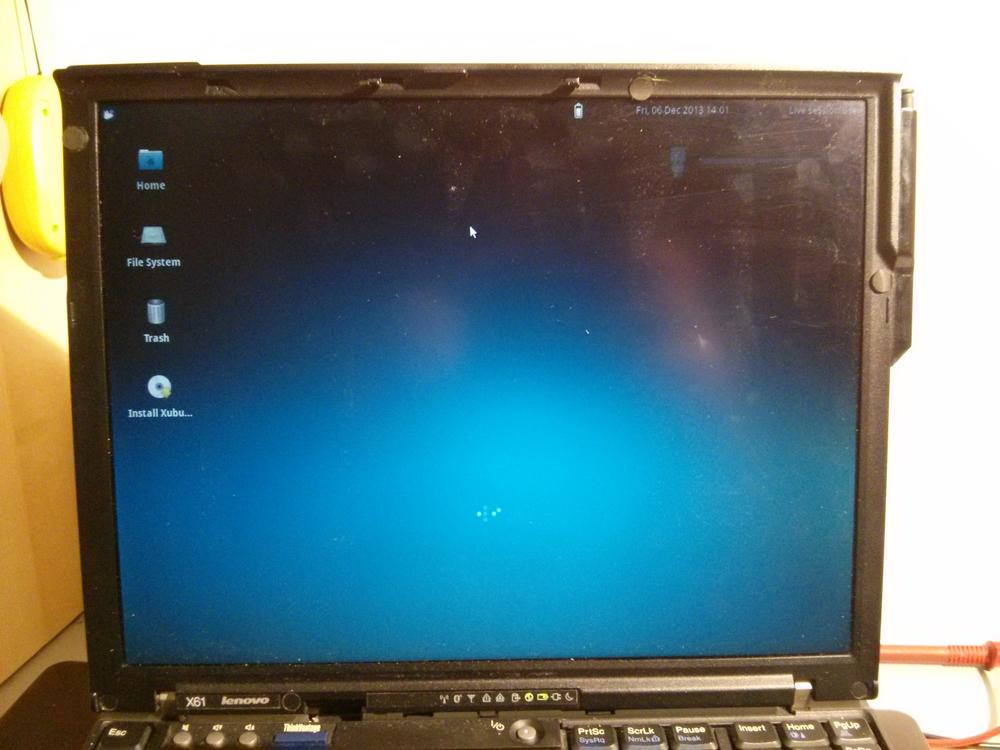 Fri, 06 Dec 2013 14:01
Live session
Home
File System
Trash
Install Xubu...
X61 lenovo
Esc
ThinkVantage
PrtSc
SysRq
ScrLk
NmLk
Pause
Break
Insert
Home
PgUp